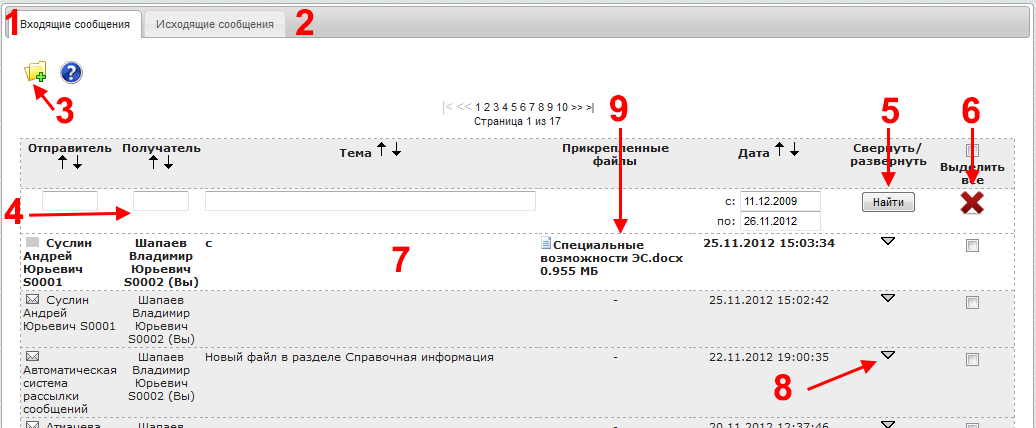 1 Входящие сообщения Исходящие сообщения 2
?
3
|< << 1 2 3 4 5 6 7 8 9 10 >> >|
Страница 1 из 17
9
5
6
Отправитель Получатель Тема Прикрепленные файлы Дата Свернуть/ развернуть Выделить все
4
с: 11.12.2009 Найти
по: 26.11.2012
Суслин Андрей Юрьевич S0001
Шапаев Владимир Юрьевич S0002 (Вы)
с
7
Специальные возможности ЭС.docx 0.955 МБ
25.11.2012 15:03:34
Суслин Андрей Юрьевич S0001
Шапаев Владимир Юрьевич S0002 (Вы)
-
25.11.2012 15:02:42
Автоматическая система рассылки сообщений
Шапаев Владимир Юрьевич S0002 (Вы)
Новый файл в разделе Справочная информация
-
22.11.2012 19:00:35
8
Атмачева Шапаев 20.11.2012 12:37:46